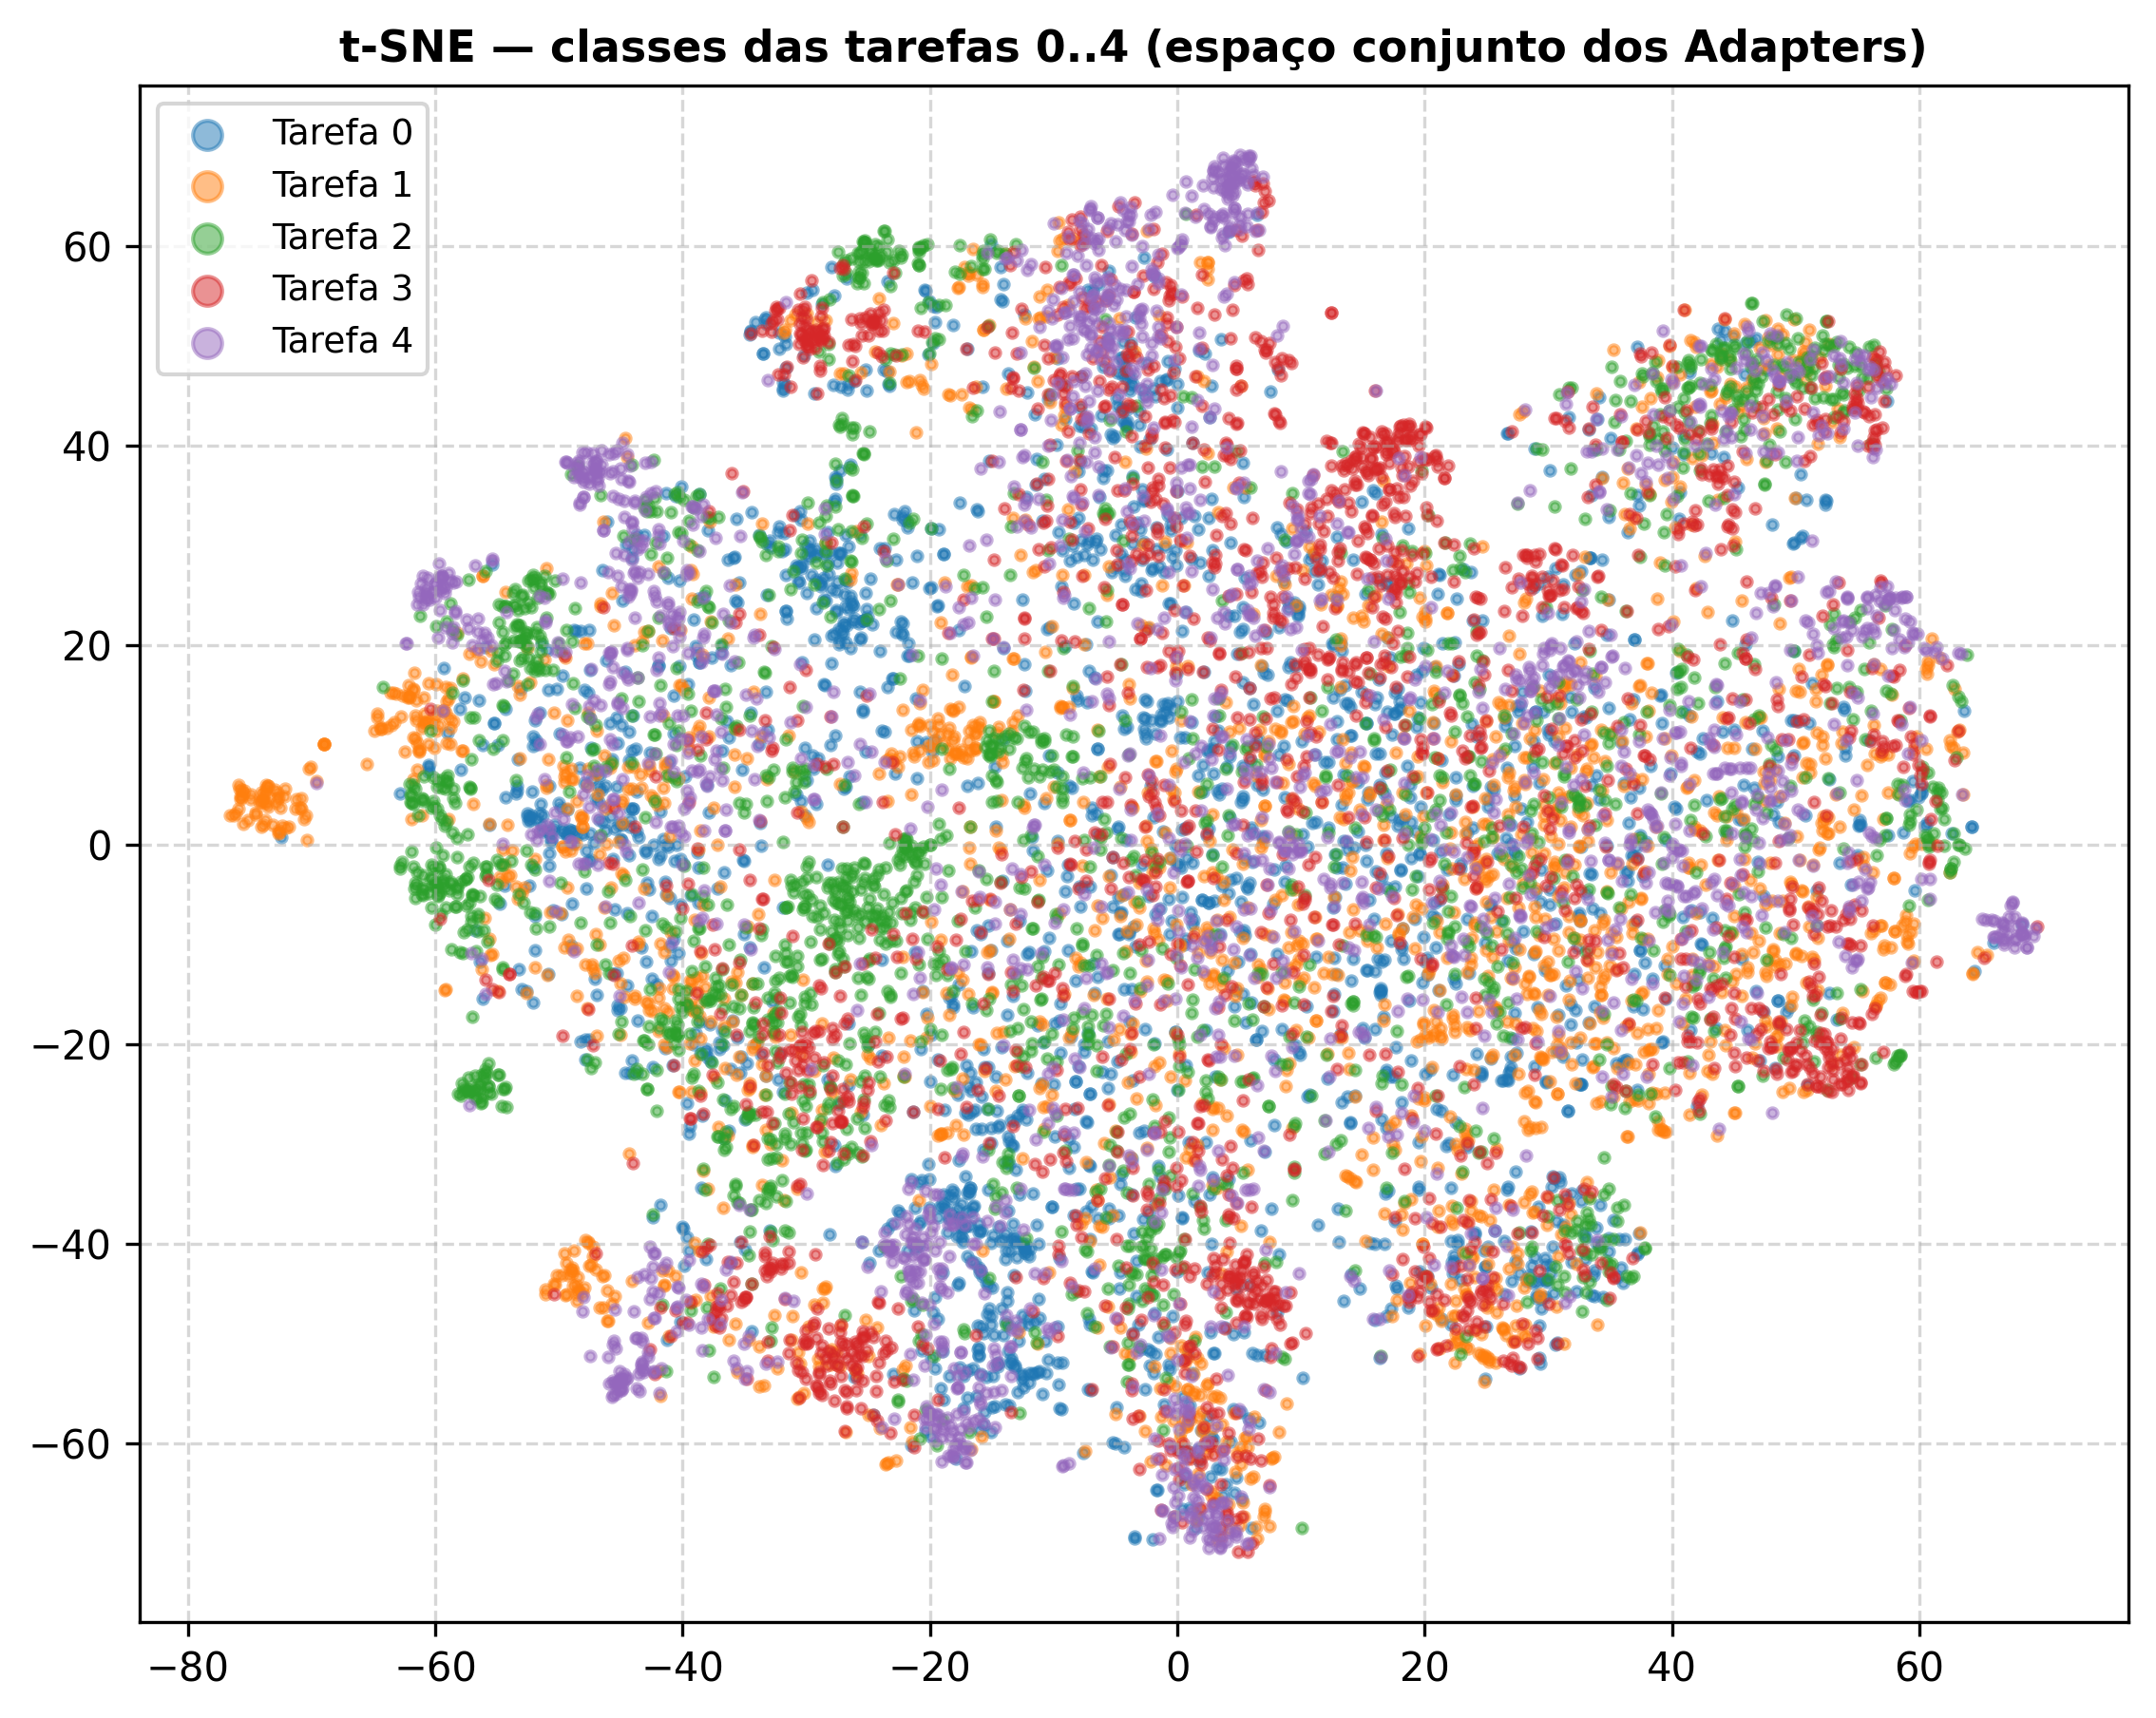 t-SNE — classes das tarefas 0..4 (espaço conjunto dos Adapters)
Tarefa 0
Tarefa 1
Tarefa 2
Tarefa 3
Tarefa 4
60
40
20
0
−20
−40
−60
−80 −60 −40 −20 0 20 40 60